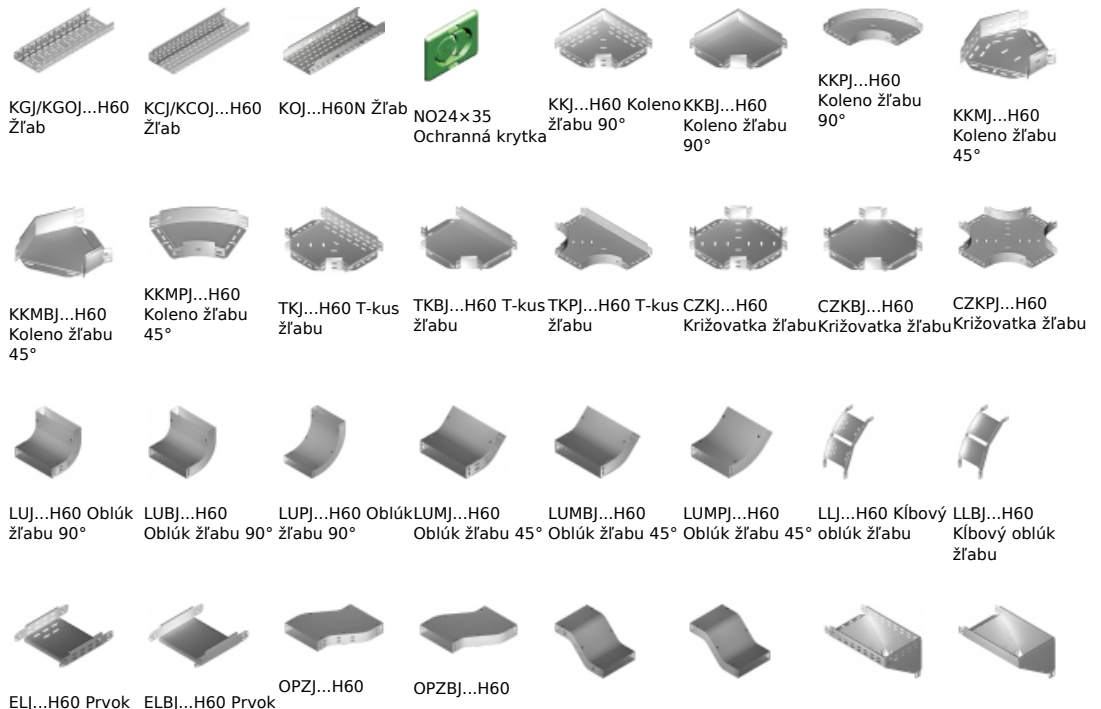 KGJ/KGOJ...H60
Žľab
KCJ/KCOJ...H60
Žľab
KOJ...H60N Žľab
NO24×35
Ochranná krytka
KKJ...H60 Koleno
žľabu 90°
KKBJ...H60
Koleno žľabu
90°
KKPJ...H60
Koleno žľabu
90°
KKMJ...H60
Koleno žľabu
45°
KKMBJ...H60
Koleno žľabu
45°
KKMPJ...H60
Koleno žľabu
45°
TKJ...H60 T-kus
žľabu
TKBJ...H60 T-kus
žľabu
TKPJ...H60 T-kus
žľabu
CZKJ...H60
Križovatka žľabu
CZKBJ...H60
Križovatka žľabu
CZKPJ...H60
Križovatka žľabu
LUJ...H60 Oblúk
žľabu 90°
LUBJ...H60
Oblúk žľabu 90°
LUPJ...H60 Oblúk
žľabu 90°
LUMJ...H60
Oblúk žľabu 45°
LUMBJ...H60
Oblúk žľabu 45°
LUMPJ...H60
Oblúk žľabu 45°
LLJ...H60 Kĺbový
oblúk žľabu
LLBJ...H60
Kĺbový oblúk
žľabu
ELJ...H60 Prvok
ELBJ...H60 Prvok
OPZJ...H60
OPZBJ...H60